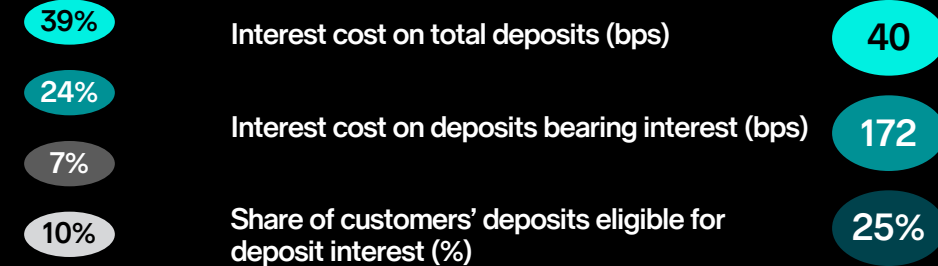 39%
24%
7%
10%
Interest cost on total deposits (bps)
40
Interest cost on deposits bearing interest (bps)
172
Share of customers’ deposits eligible for
deposit interest (%)
25%